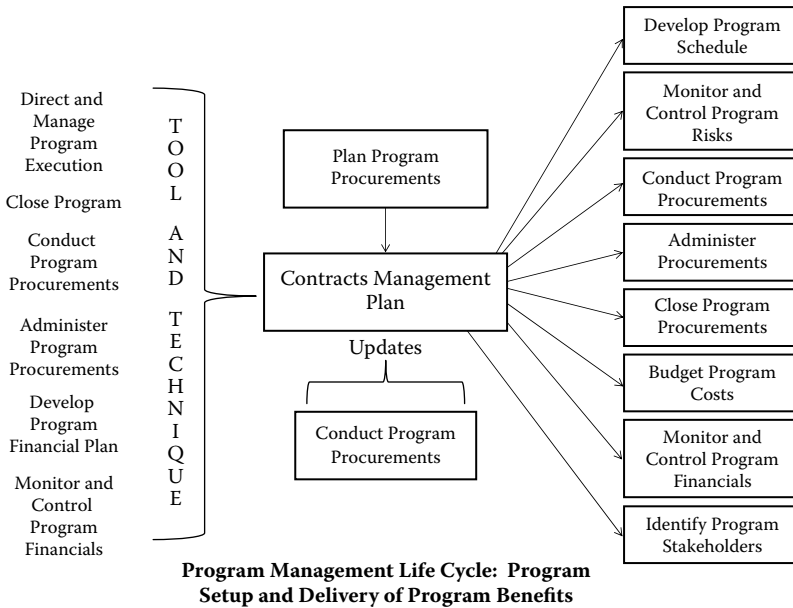 Direct and
Manage
Program
Execution
Close Program
Conduct
Program
Procurements
Administer
Program
Procurements
Develop
Program
Financial Plan
Monitor and
Control
Program
Financials
TOOL AND TECHNIQUE
Plan Program
Procurements
Contracts Management
Plan
Updates
Conduct Program
Procurements
Develop Program
Schedule
Monitor and
Control Program
Risks
Conduct Program
Procurements
Administer
Procurements
Close Program
Procurements
Budget Program
Costs
Monitor and
Control Program
Financials
Identify Program
Stakeholders
Program Management Life Cycle: Program
Setup and Delivery of Program Benefits